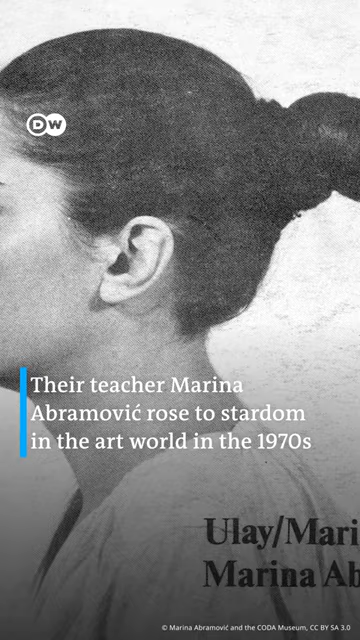 DW
Their teacher Marina
Abramović rose to stardom
in the art world in the 1970s
Ulay/Mari
Marina Ab
© Marina Abramović and the CODA Museum, CC BY SA 3.0